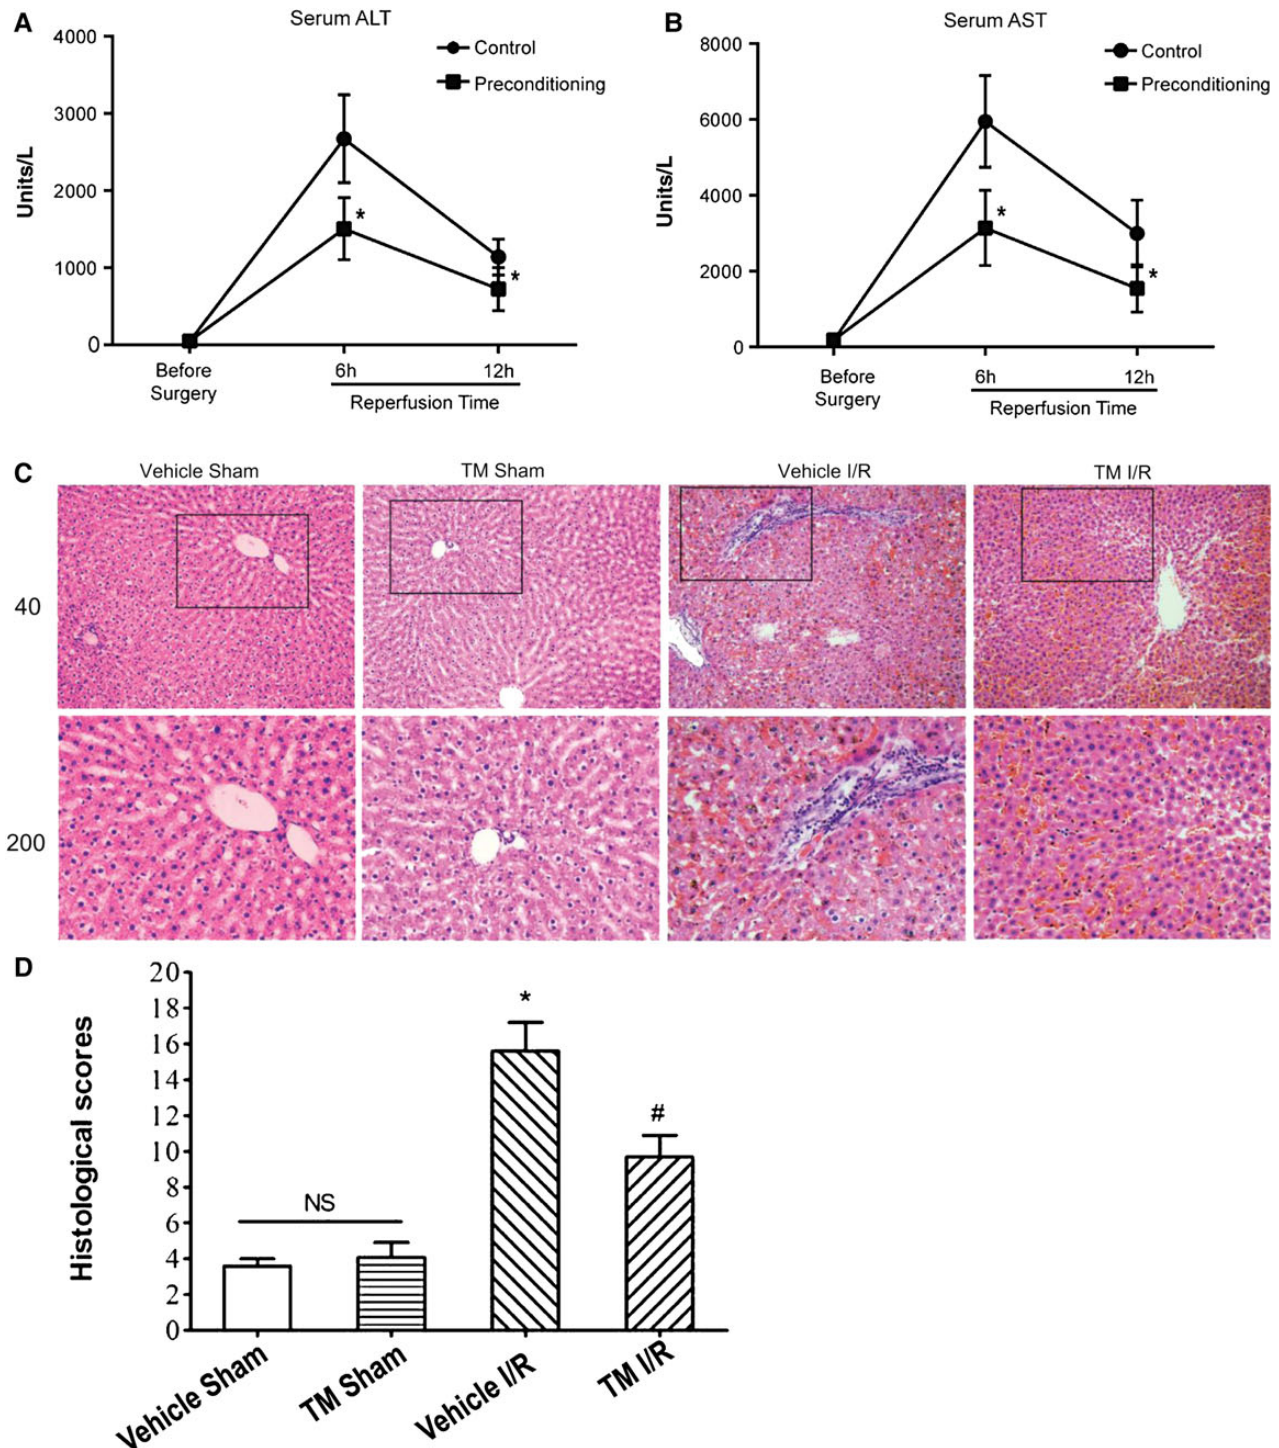 A
Serum ALT
4000
3000
2000
1000
0
Units/L
Control
Preconditioning
*
*
Before
Surgery
6h
12h
Reperfusion Time
B
Serum AST
8000
6000
4000
2000
0
Units/L
Control
Preconditioning
*
*
Before
Surgery
6h
12h
Reperfusion Time
C
Vehicle Sham
TM Sham
Vehicle I/R
TM I/R
40
200
D
20
18
16
14
12
10
8
6
4
2
0
Histological scores
NS
*
#
Vehicle Sham
TM Sham
Vehicle I/R
TM I/R